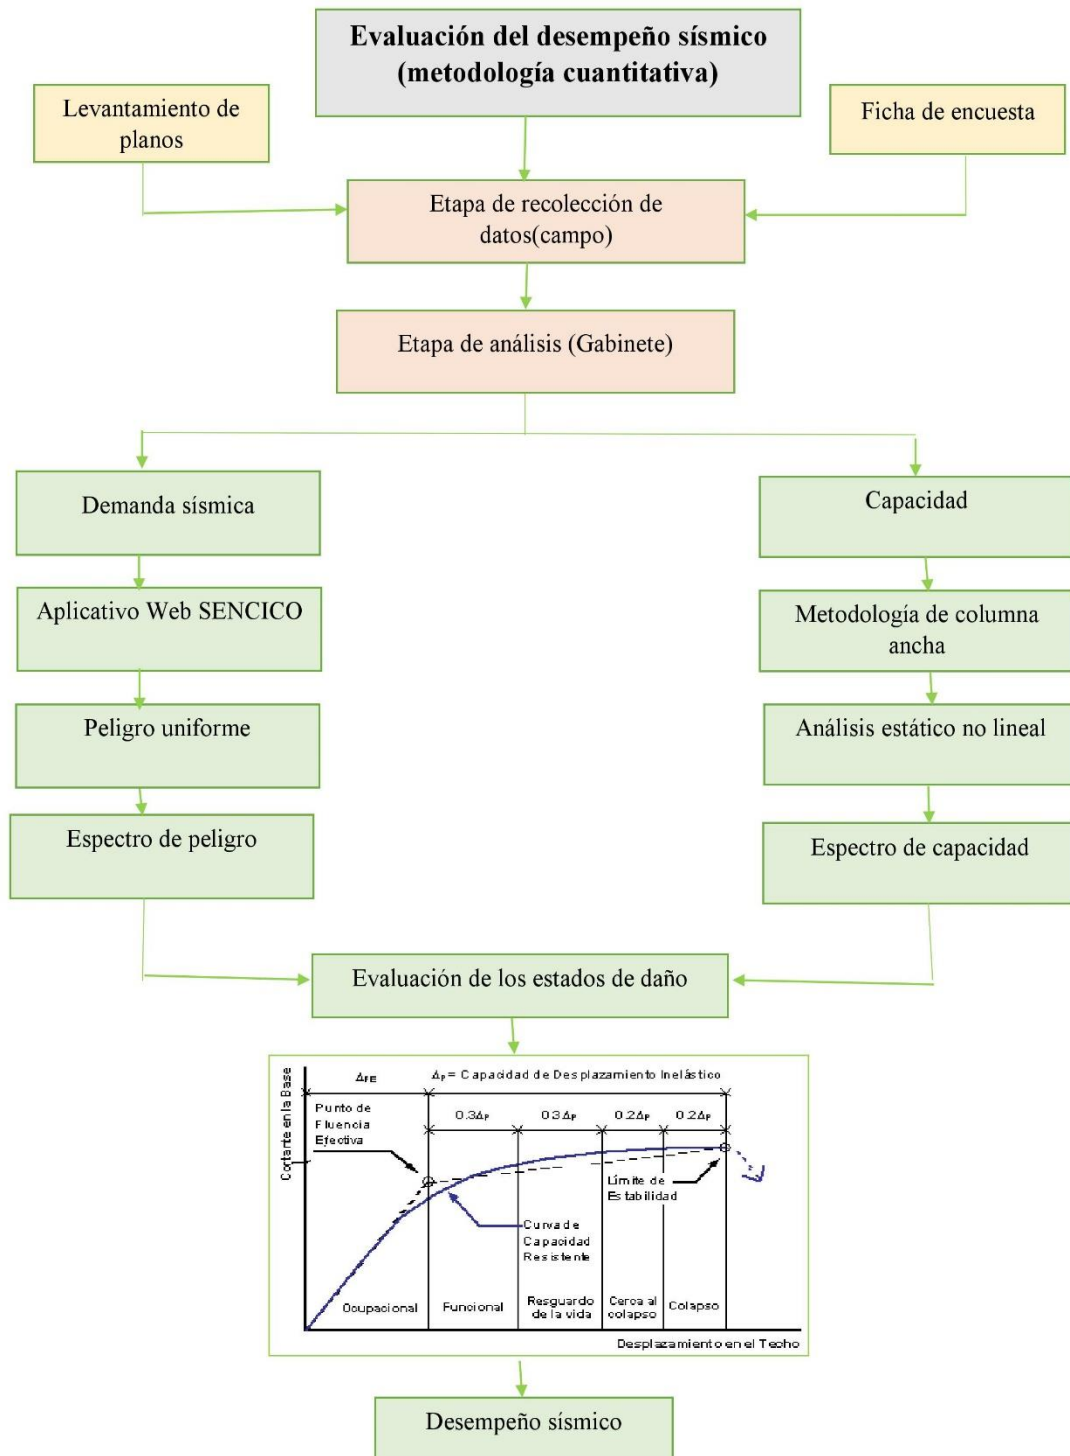 Evaluación del desempeño sísmico
(metodología cuantitativa)
Levantamiento de
planos
Ficha de encuesta
Etapa de recolección de
datos(campo)
Etapa de análisis (Gabinete)
Demanda sísmica
Capacidad
Aplicativo Web SENCICO
Metodología de columna
ancha
Peligro uniforme
Análisis estático no lineal
Espectro de peligro
Espectro de capacidad
Evaluación de los estados de daño
Cortante en la Base
ΔFE
Δp= Capacidad de Desplazamiento Inelástico
Punto de
Fluencia
Efectiva
0.3Δp
0.3Δp
0.2Δp
0.2Δp
Límite de
Estabilidad
Curva de
Capacidad
Resistente
Ocupacional
Funcional
Resguardo
de la vida
Cerca al
colapso
Colapso
Desplazamiento en el Techo
Desempeño sísmico